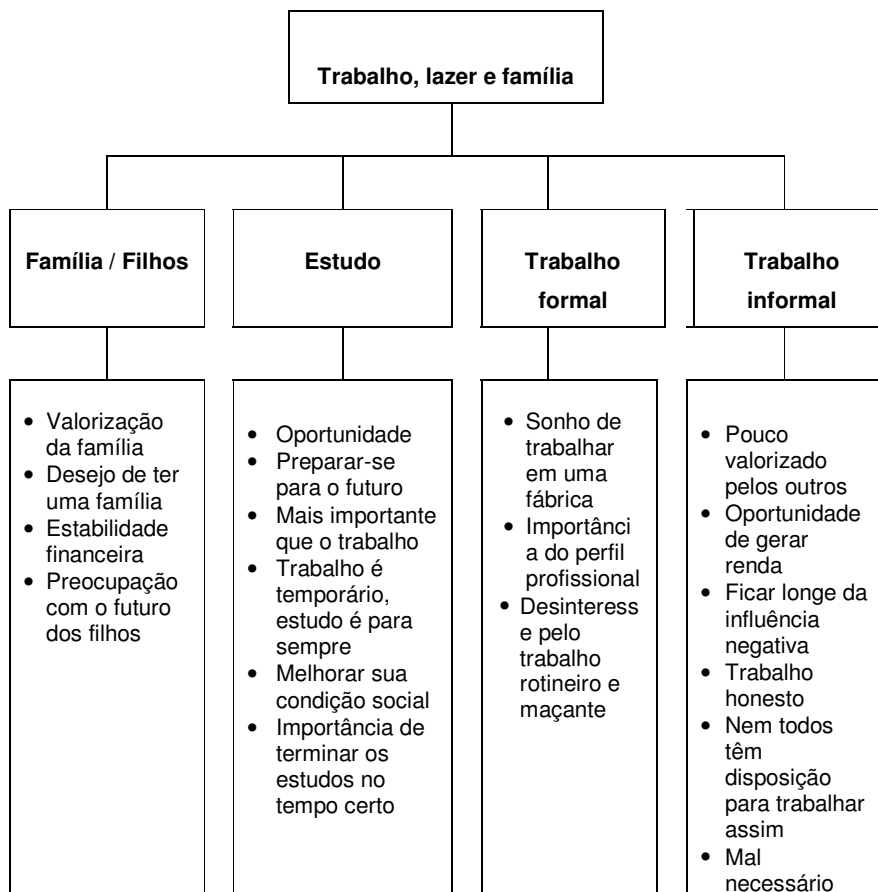 Trabalho, lazer e família
Família / Filhos
Estudo
Trabalho
formal
Trabalho
informal
• Valorização
da família
• Desejo de ter
uma família
• Estabilidade
financeira
• Preocupação
com o futuro
dos filhos
• Oportunidade
• Preparar-se
para o futuro
• Mais importante
que o trabalho
• Trabalho é
temporário,
estudo é para
sempre
• Melhorar sua
condição social
• Importância de
terminar os
estudos no
tempo certo
• Sonho de
trabalhar
em uma
fábrica
• Importânci
a do perfil
profissional
• Desinteress
e pelo
trabalho
rotineiro e
maçante
• Pouco
valorizado
pelos outros
• Oportunidade
de gerar
renda
• Ficar longe da
influência
negativa
• Trabalho
honesto
• Nem todos
têm
disposição
para trabalhar
assim
• Mal
necessário